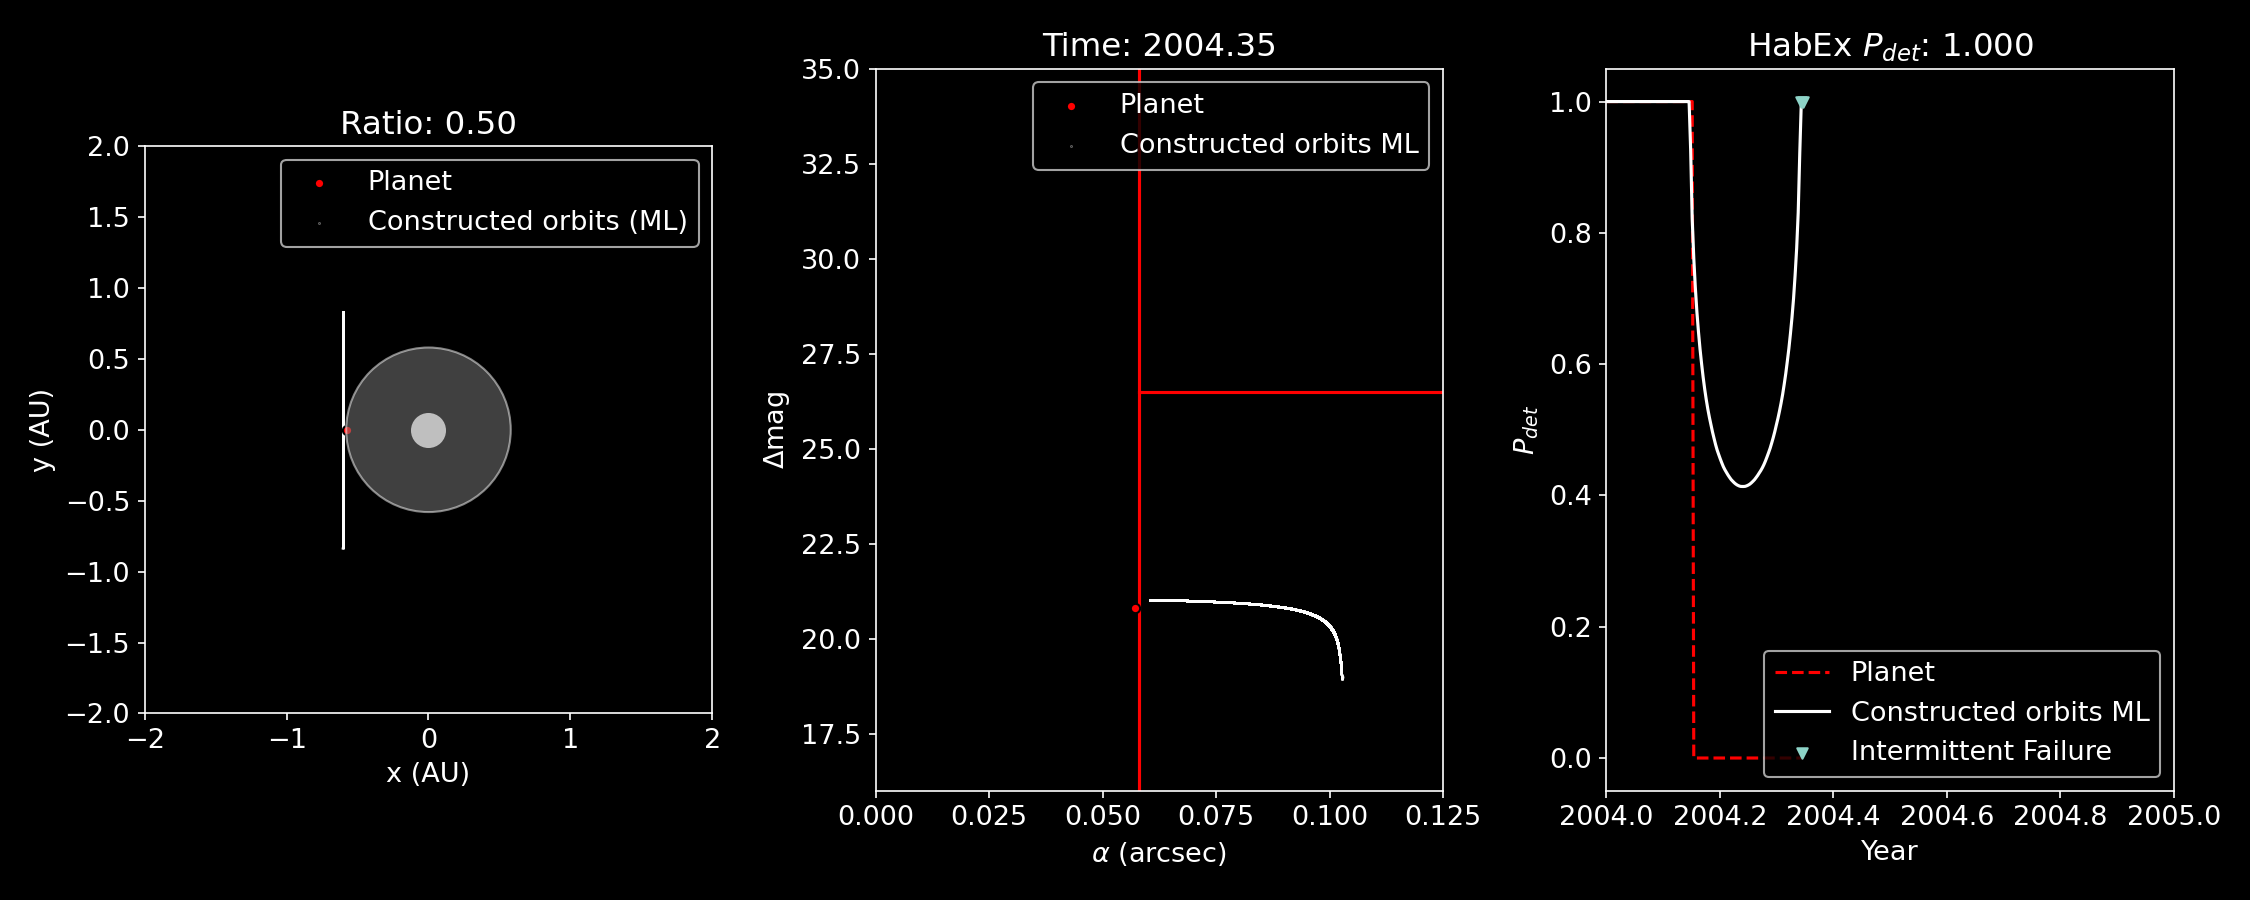 Ratio: 0.50
2.0
1.5
1.0
0.5
0.0
−0.5
−1.0
−1.5
−2.0
y (AU)
Planet
Constructed orbits (ML)
−2
−1
0
1
2
x (AU)
Time: 2004.35
35.0
32.5
30.0
27.5
25.0
22.5
20.0
17.5
Δmag
Planet
Constructed orbits ML
0.000
0.025
0.050
0.075
0.100
0.125
α (arcsec)
HabEx P_det: 1.000
1.0
0.8
0.6
0.4
0.2
0.0
P_det
Planet
Constructed orbits ML
Intermittent Failure
2004.0
2004.2
2004.4
2004.6
2004.8
2005.0
Year